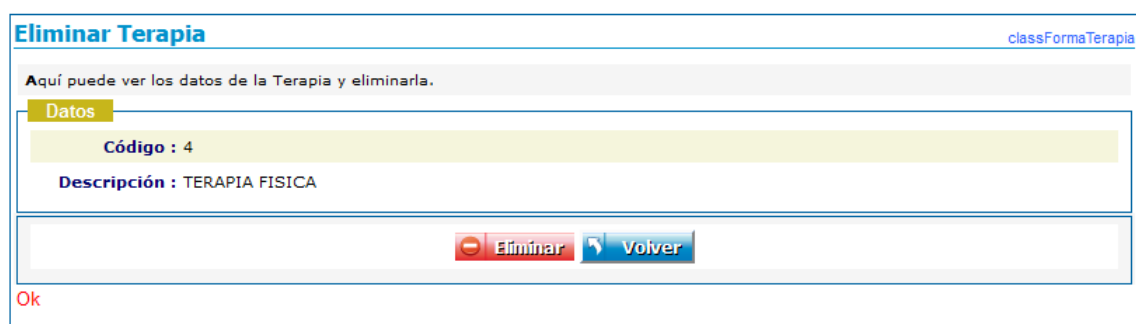 Eliminar Terapia
classFormaTerapia
Aquí puede ver los datos de la Terapia y eliminarla.
Datos
Código : 4
Descripción : TERAPIA FISICA
Eliminar Volver
Ok